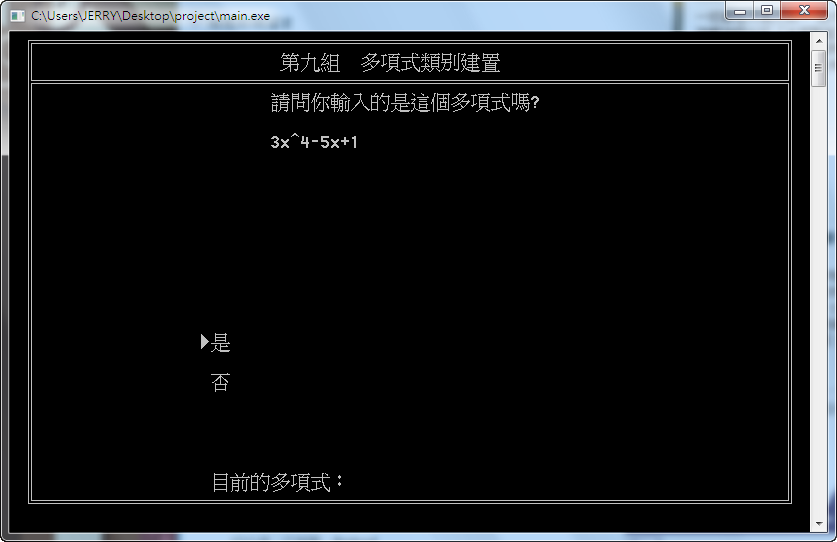 C:\Users\JERRY\Desktop\project\main.exe
第九組　多項式類別建置
請問你輸入的是這個多項式嗎?
3x^4-5x+1
是
否
目前的多項式：